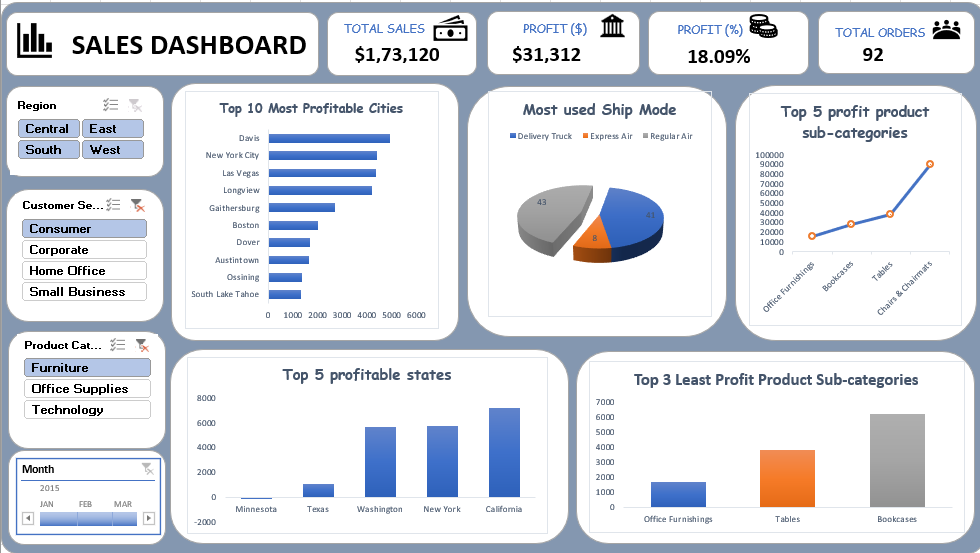 SALES DASHBOARD
TOTAL SALES
$1,73,120
PROFIT ($)
$31,312
PROFIT (%)
18.09%
TOTAL ORDERS
92
Region
Central East
South West
Customer Se...
Consumer
Corporate
Home Office
Small Business
Product Cat...
Furniture
Office Supplies
Technology
Month
2015
JAN FEB MAR
Top 10 Most Profitable Cities
Davis
New York City
Las Vegas
Longview
Gaithersburg
Boston
Dover
Austintown
Ossining
South Lake Tahoe
0 1000 2000 3000 4000 5000 6000
Most used Ship Mode
Delivery Truck Express Air Regular Air
43
41
8
Top 5 profit product
sub-categories
100000
90000
80000
70000
60000
50000
40000
30000
20000
10000
0
Office Furnishings
Bookcases
Tables
Chairs & Chairmats
Top 5 profitable states
8000
6000
4000
2000
0
-2000
Minnesota Texas Washington New York California
Top 3 Least Profit Product Sub-categories
7000
6000
5000
4000
3000
2000
1000
0
Office Furnishings Tables Bookcases